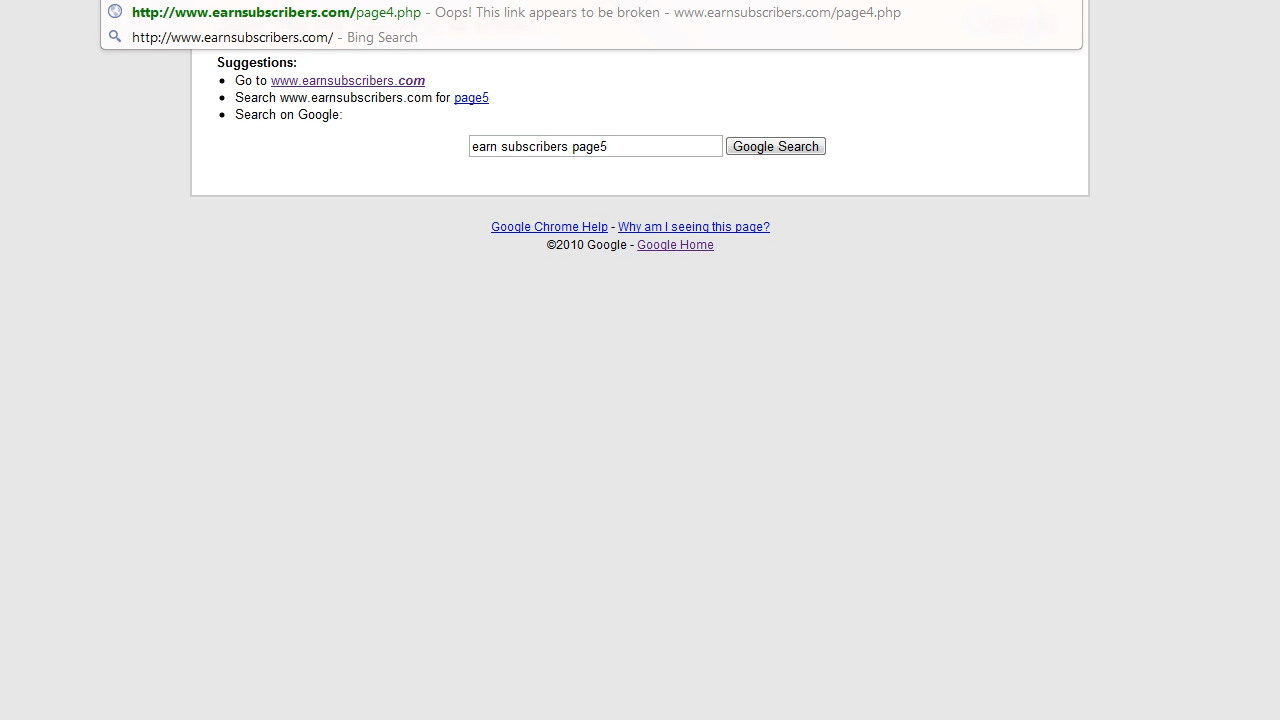 http://www.earnsubscribers.com/page4.php - Oops! This link appears to be broken - www.earnsubscribers.com/page4.php
http://www.earnsubscribers.com/ - Bing Search
Suggestions:
Go to www.earnsubscribers.com
Search www.earnsubscribers.com for page5
Search on Google:
earn subscribers page5 Google Search
Google Chrome Help - Why am I seeing this page?
©2010 Google - Google Home